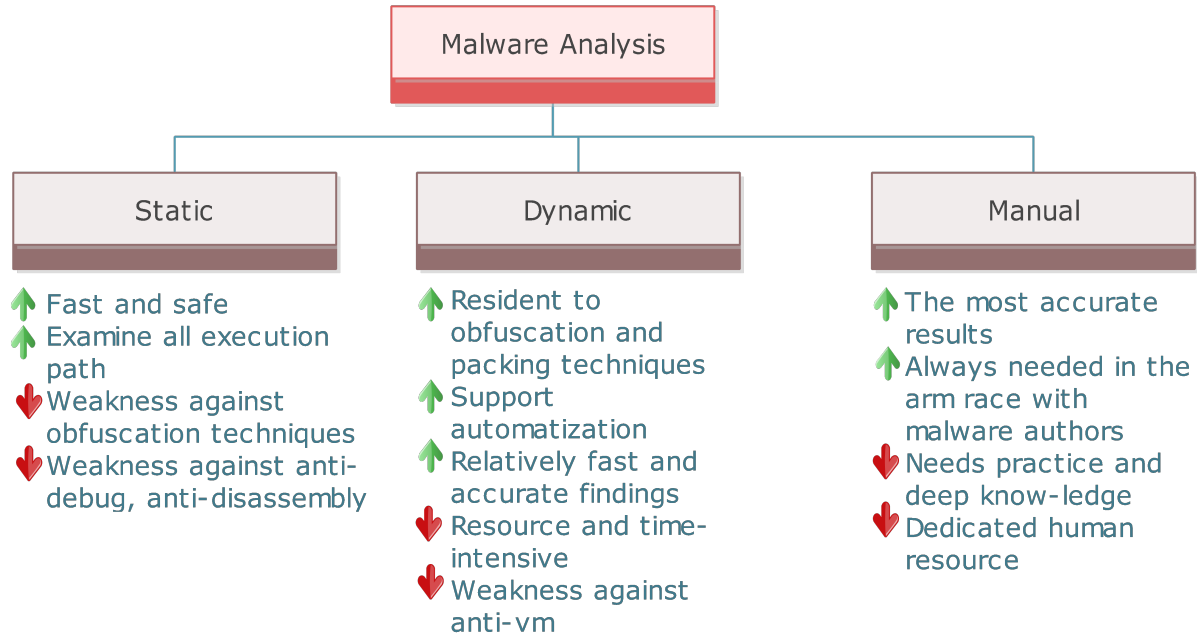 Malware Analysis
Static
Fast and safe
Examine all execution
path
Weakness against
obfuscation techniques
Weakness against anti-
debug, anti-disassembly
Dynamic
Resident to
obfuscation and
packing techniques
Support
automatization
Relatively fast and
accurate findings
Resource and time-
intensive
Weakness against
anti-vm
Manual
The most accurate
results
Always needed in the
arm race with
malware authors
Needs practice and
deep know-ledge
Dedicated human
resource